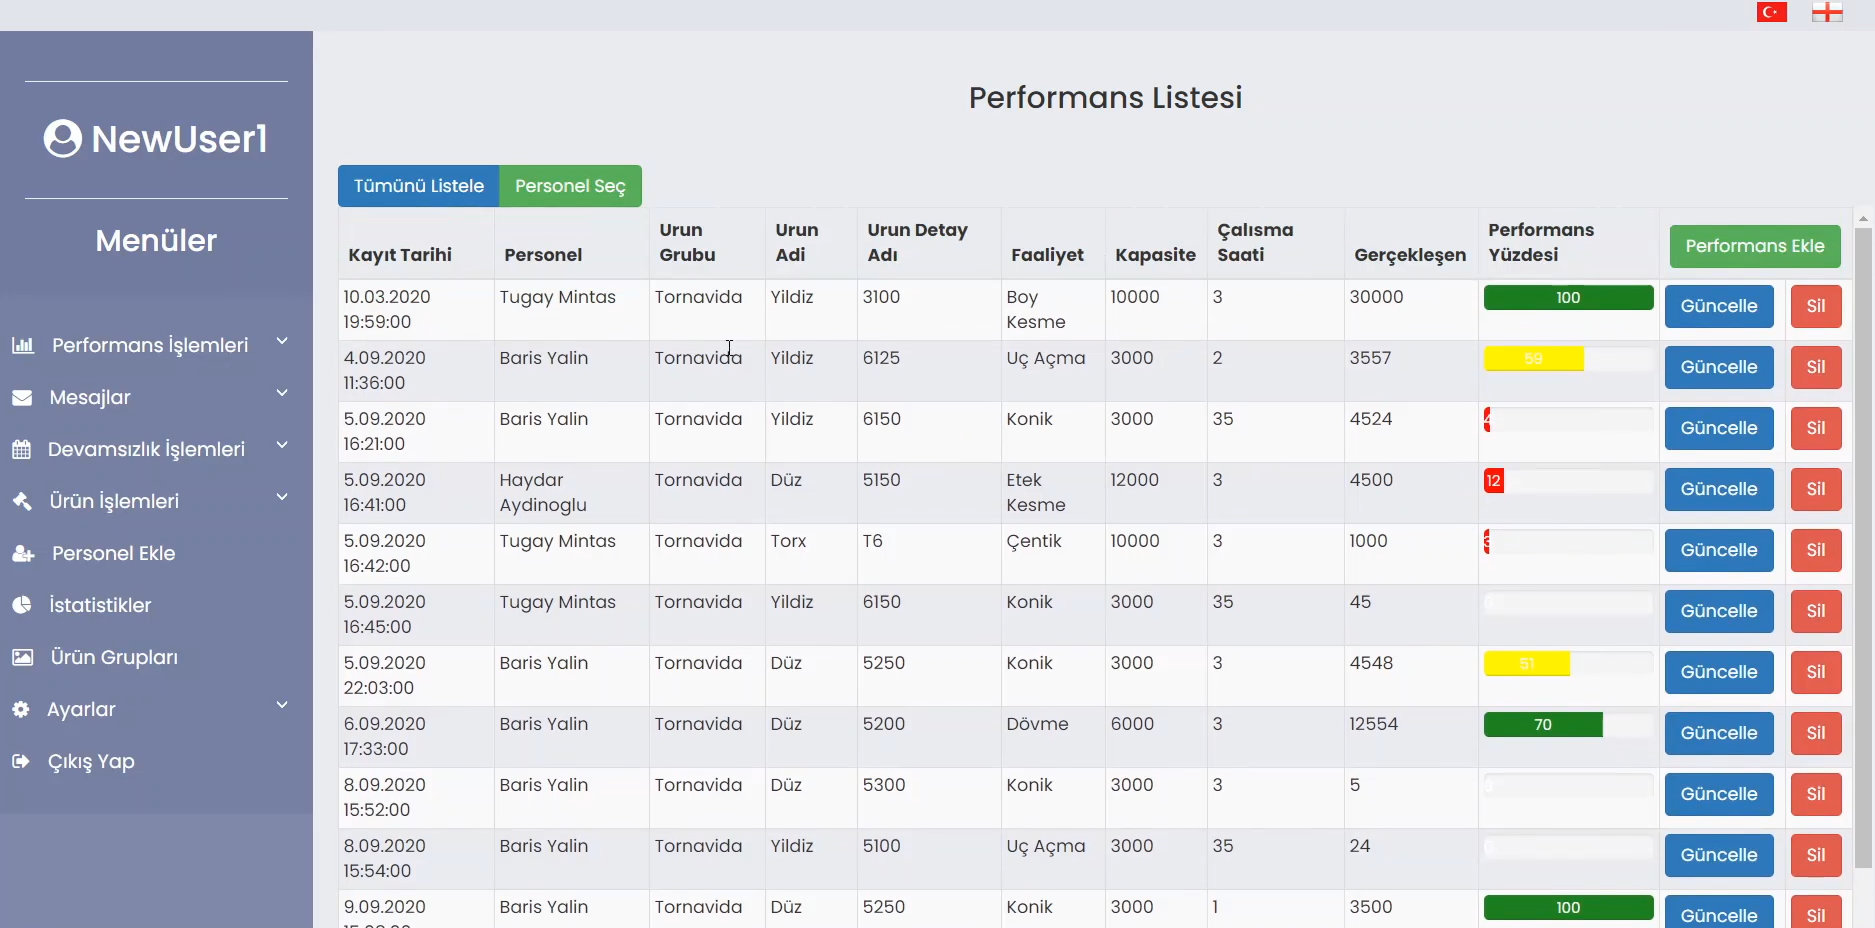 NewUser1
Menüler
Performans İşlemleri
Mesajlar
Devamsızlık İşlemleri
Ürün İşlemleri
Personel Ekle
İstatistikler
Ürün Grupları
Ayarlar
Çıkış Yap
Performans Listesi
Tümünü Listele Personel Seç
Kayıt Tarihi Personel Urun Grubu Urun Adi Urun Detay Adı Faaliyet Kapasite Çalısma Saati Gerçekleşen Performans Yüzdesi Performans Ekle
10.03.2020 19:59:00 Tugay Mintas Tornavida Yildiz 3100 Boy Kesme 10000 3 30000 100 Güncelle Sil
4.09.2020 11:36:00 Baris Yalin Tornavida Yildiz 6125 Uç Açma 3000 2 3557 59 Güncelle Sil
5.09.2020 16:21:00 Baris Yalin Tornavida Yildiz 6150 Konik 3000 35 4524 Güncelle Sil
5.09.2020 16:41:00 Haydar Aydinoglu Tornavida Düz 5150 Etek Kesme 12000 3 4500 12 Güncelle Sil
5.09.2020 16:42:00 Tugay Mintas Tornavida Torx T6 Çentik 10000 3 1000 Güncelle Sil
5.09.2020 16:45:00 Tugay Mintas Tornavida Yildiz 6150 Konik 3000 35 45 Güncelle Sil
5.09.2020 22:03:00 Baris Yalin Tornavida Düz 5250 Konik 3000 3 4548 51 Güncelle Sil
6.09.2020 17:33:00 Baris Yalin Tornavida Düz 5200 Dövme 6000 3 12554 70 Güncelle Sil
8.09.2020 15:52:00 Baris Yalin Tornavida Düz 5300 Konik 3000 3 5 Güncelle Sil
8.09.2020 15:54:00 Baris Yalin Tornavida Yildiz 5100 Uç Açma 3000 35 24 Güncelle Sil
9.09.2020 Baris Yalin Tornavida Düz 5250 Konik 3000 1 3500 100 Güncelle Sil